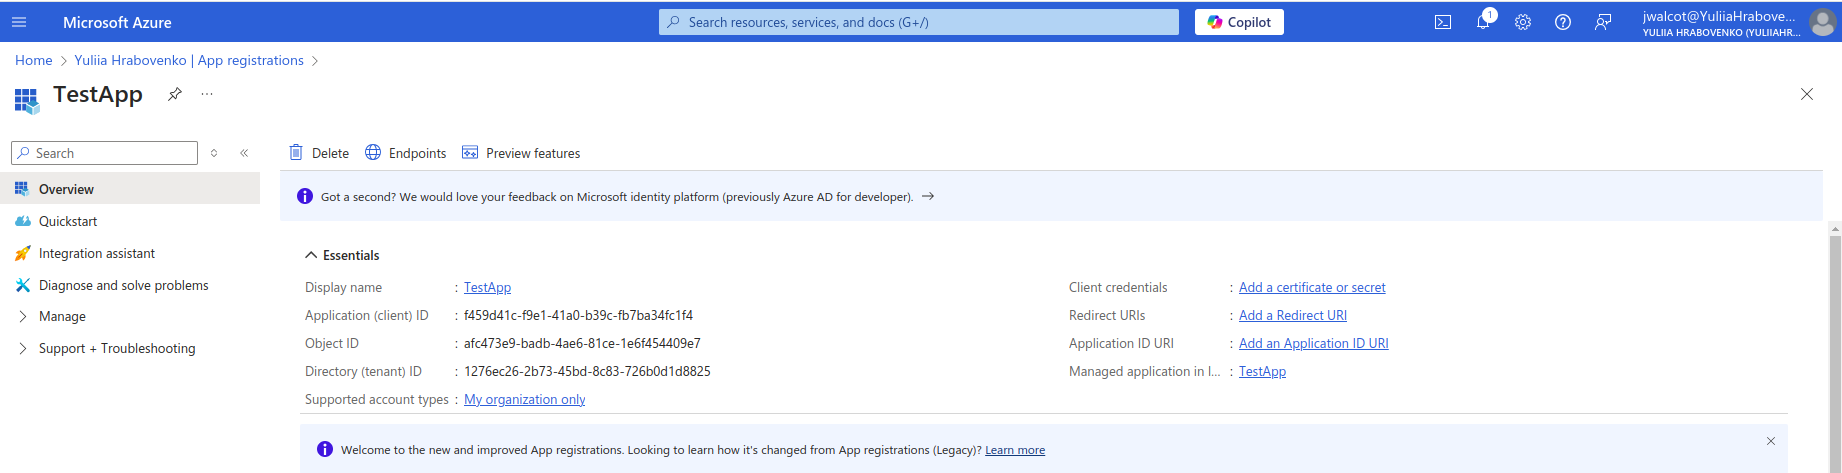 Microsoft Azure
Search resources, services, and docs (G+/)
Copilot
1
jwalcot@YuliiaHrabove...
YULIIA HRABOVENKO (YULIIAHR...
Home > Yuliia Hrabovenko | App registrations >
TestApp
Search
Delete
Endpoints
Preview features
Overview
Quickstart
Integration assistant
Diagnose and solve problems
Manage
Support + Troubleshooting
Got a second? We would love your feedback on Microsoft identity platform (previously Azure AD for developer). →
Essentials
Display name : TestApp
Application (client) ID : f459d41c-f9e1-41a0-b39c-fb7ba34fc1f4
Object ID : afc473e9-badb-4ae6-81ce-1e6f454409e7
Directory (tenant) ID : 1276ec26-2b73-45bd-8c83-726b0d1d8825
Supported account types : My organization only
Client credentials : Add a certificate or secret
Redirect URIs : Add a Redirect URI
Application ID URI : Add an Application ID URI
Managed application in l... : TestApp
Welcome to the new and improved App registrations. Looking to learn how it's changed from App registrations (Legacy)? Learn more